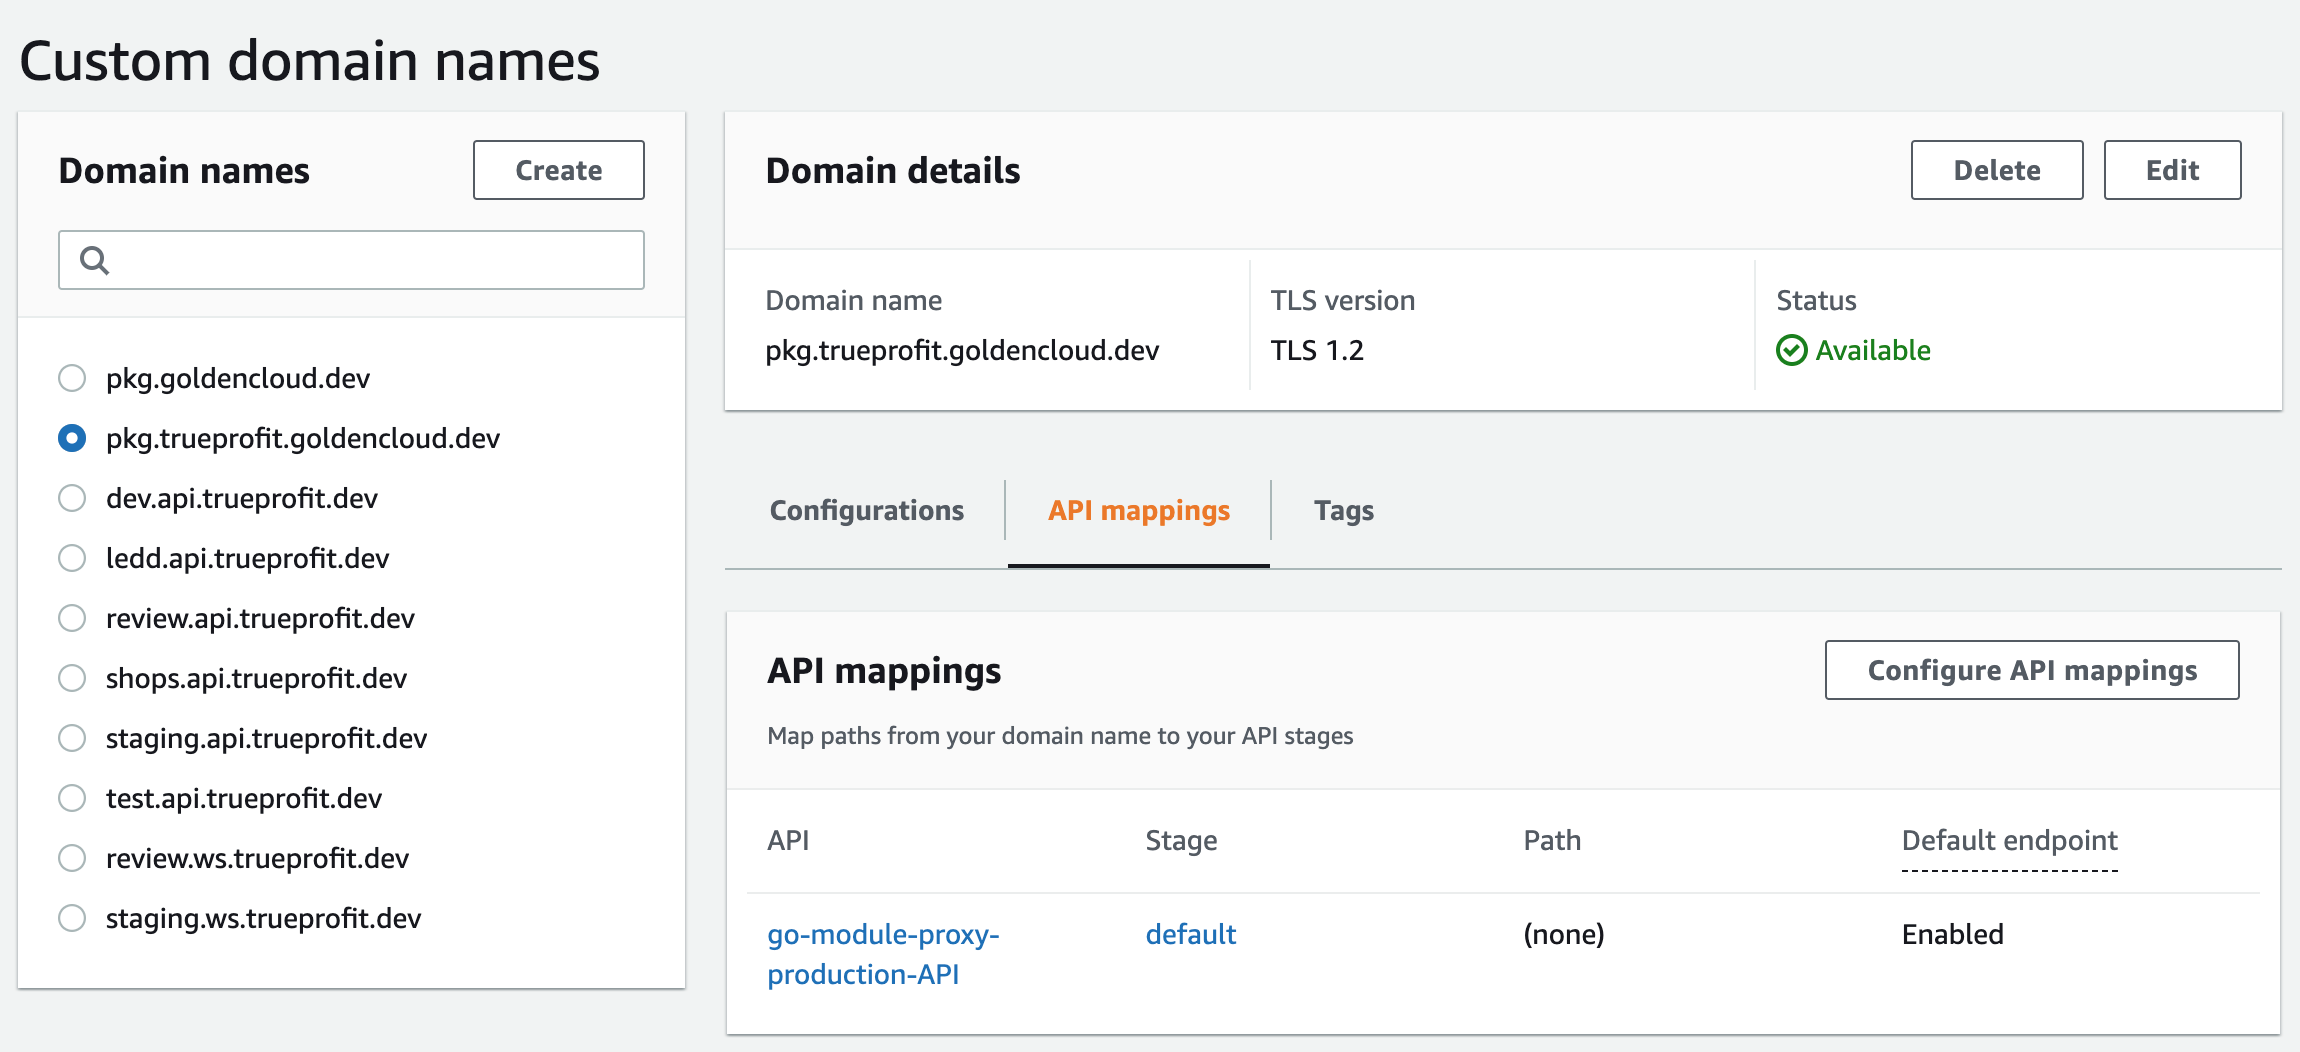 Custom domain names
Domain names
Create
pkg.goldencloud.dev
pkg.trueprofit.goldencloud.dev
dev.api.trueprofit.dev
ledd.api.trueprofit.dev
review.api.trueprofit.dev
shops.api.trueprofit.dev
staging.api.trueprofit.dev
test.api.trueprofit.dev
review.ws.trueprofit.dev
staging.ws.trueprofit.dev
Domain details
Delete
Edit
Domain name
pkg.trueprofit.goldencloud.dev
TLS version
TLS 1.2
Status
Available
Configurations
API mappings
Tags
API mappings
Configure API mappings
Map paths from your domain name to your API stages
API
Stage
Path
Default endpoint
go-module-proxy-
production-API
default
(none)
Enabled